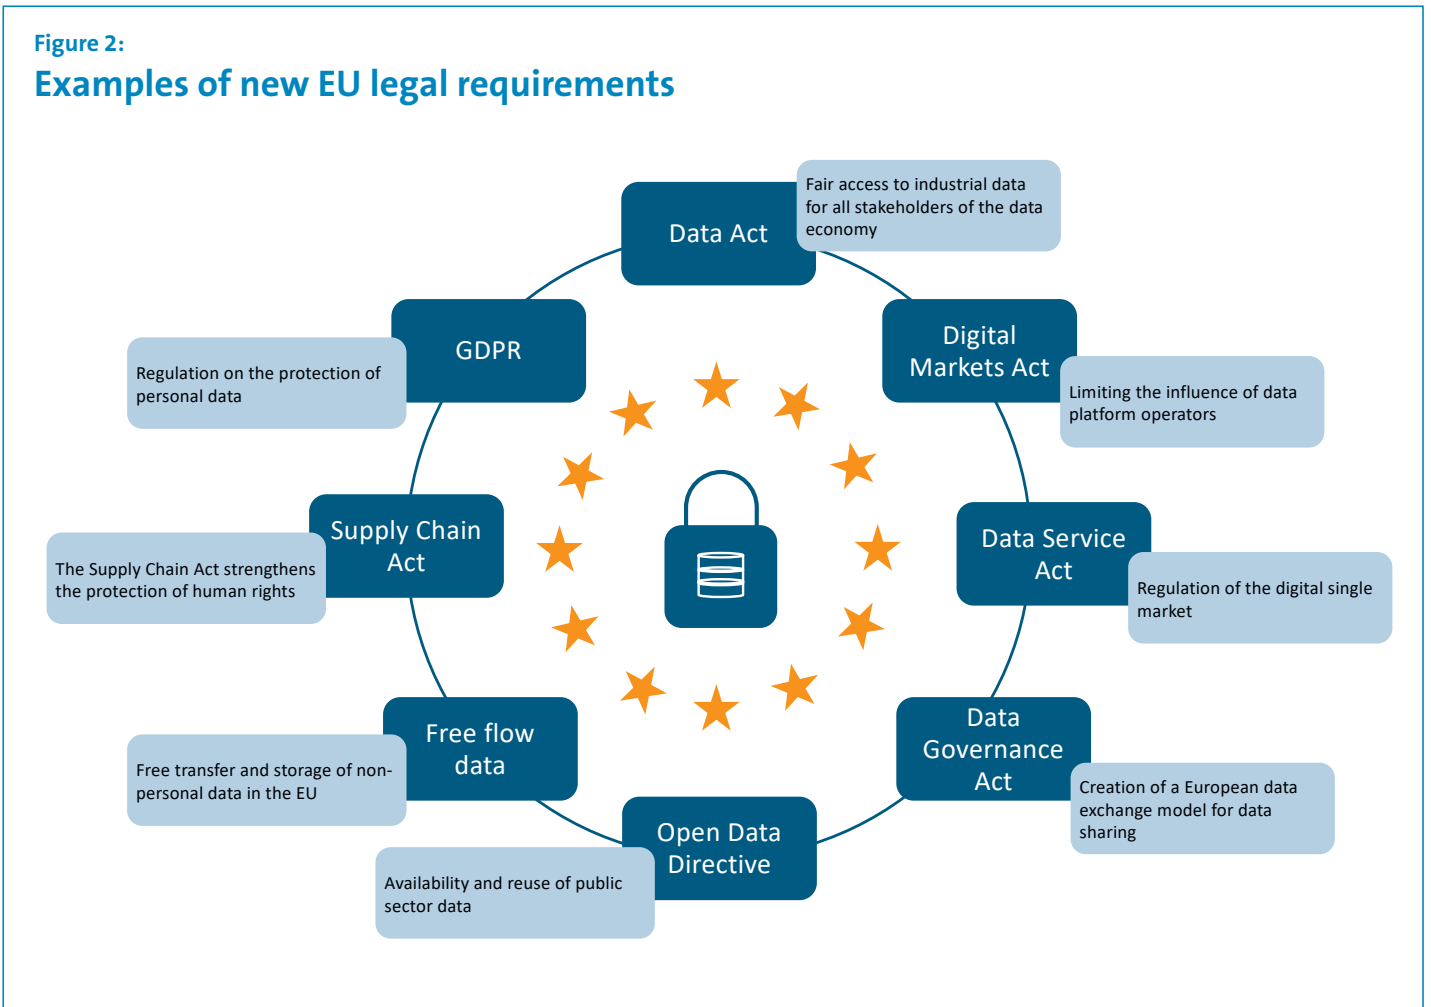 Figure 2:
Examples of new EU legal requirements
Data Act
Fair access to industrial data
for all stakeholders of the data
economy
Digital
Markets Act
Limiting the influence of data
platform operators
Data Service
Act
Regulation of the digital single
market
Data
Governance
Act
Creation of a European data
exchange model for data
sharing
Open Data
Directive
Availability and reuse of public
sector data
Free flow
data
Free transfer and storage of non-
personal data in the EU
Supply Chain
Act
The Supply Chain Act strengthens
the protection of human rights
GDPR
Regulation on the protection of
personal data